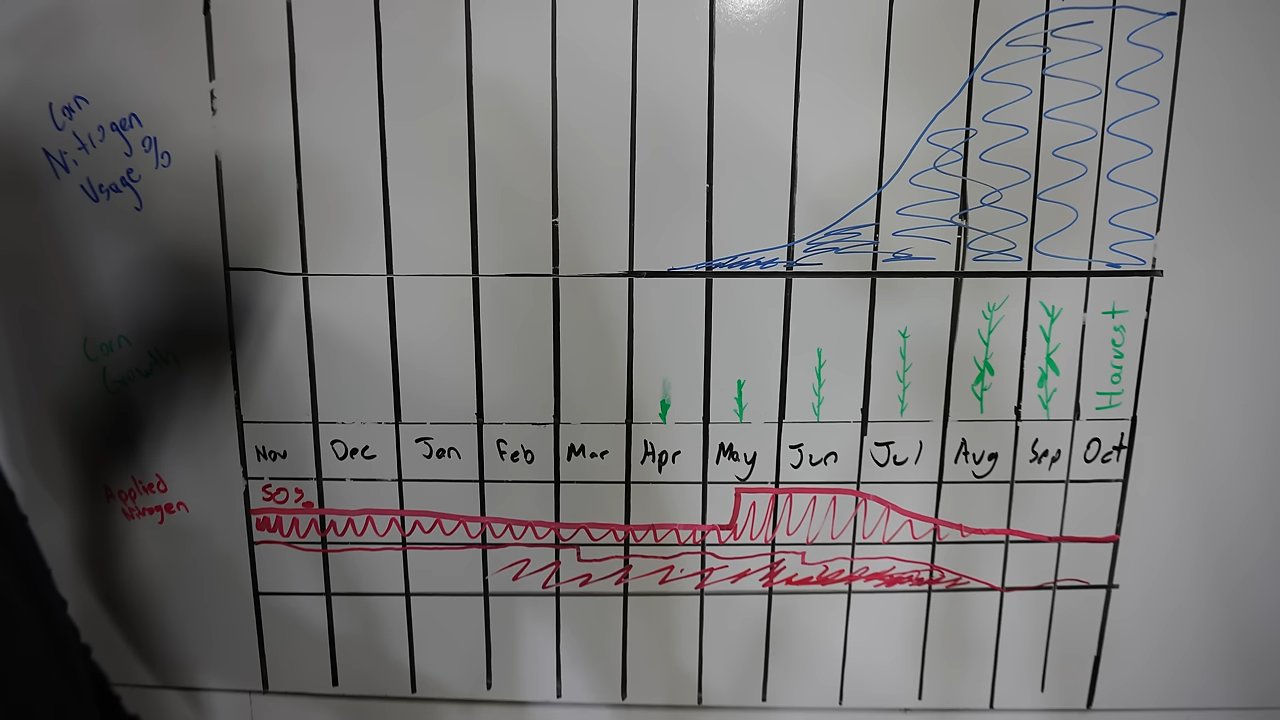 Corn
Nitrogen
Usage %
Corn
Growth
Harvest
Nov Dec Jan Feb Mar Apr May Jun Jul Aug Sep Oct
Applied
Nitrogen
50%